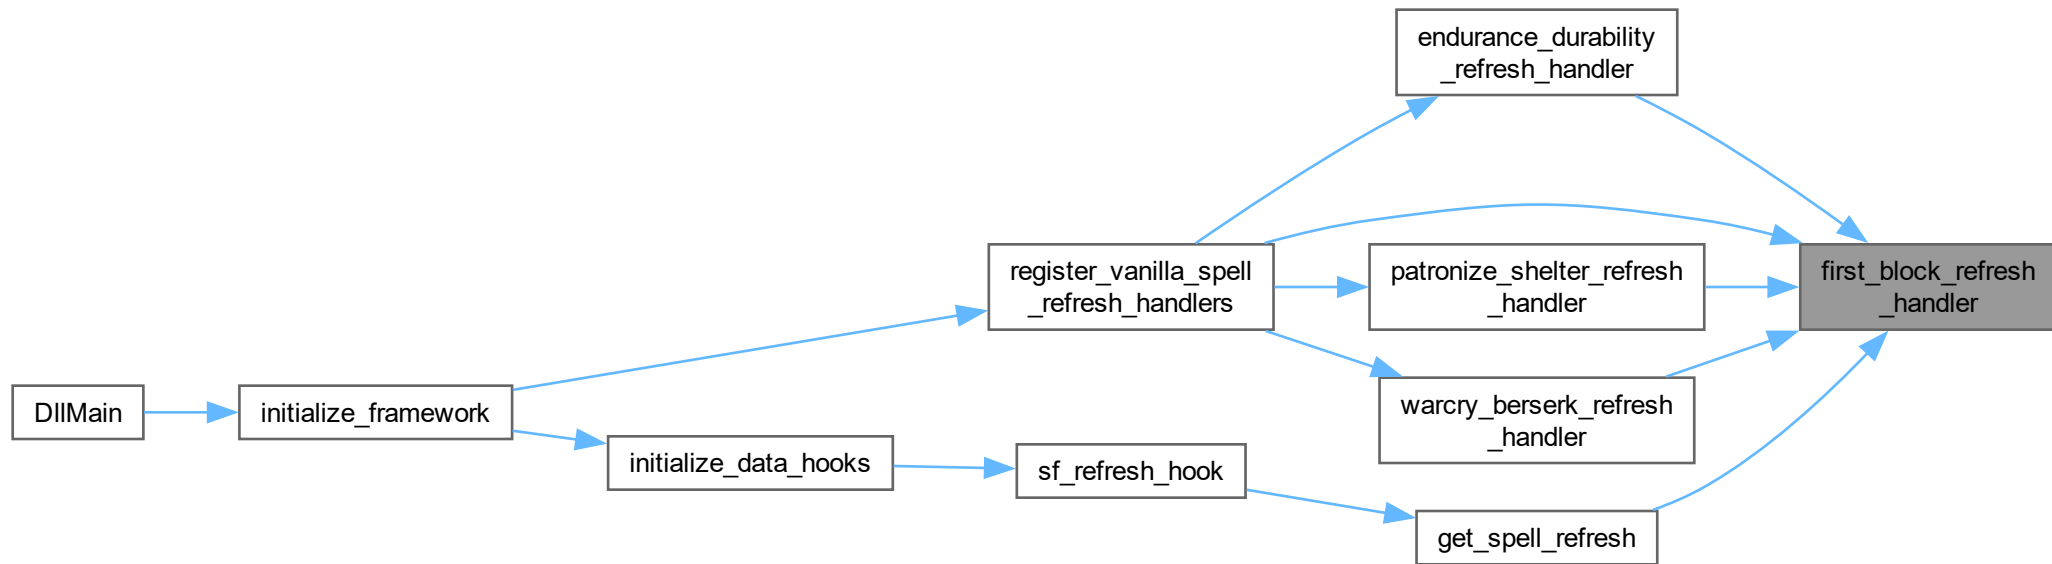 endurance_durability
_refresh_handler
register_vanilla_spell
_refresh_handlers
patronize_shelter_refresh
_handler
first_block_refresh
_handler
DllMain
initialize_framework
warcry_berserk_refresh
_handler
initialize_data_hooks
sf_refresh_hook
get_spell_refresh